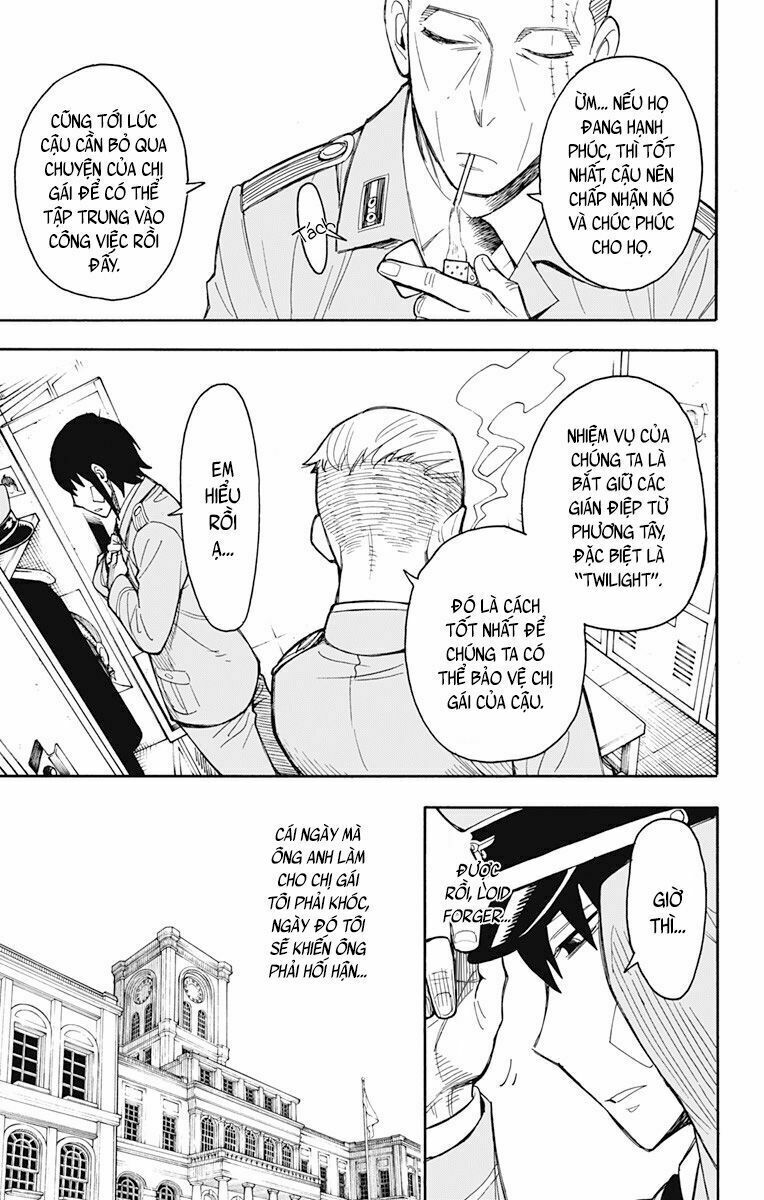 ỪM... NẾU HỌ
ĐANG HẠNH
PHÚC, THÌ TỐT
NHẤT, CẬU NÊN
CHẤP NHẬN NÓ
VÀ CHÚC PHÚC
CHO HỌ.
Tách
CŨNG TỚI LÚC
CẬU CẦN BỎ QUA
CHUYỆN CỦA CHỊ
GÁI ĐỂ CÓ THỂ
TẬP TRUNG VÀO
CÔNG VIỆC RỒI
ĐẤY.
NHIỆM VỤ CỦA
CHÚNG TA LÀ
BẮT GIỮ CÁC
GIÁN ĐIỆP TỪ
PHƯƠNG TÂY,
ĐẶC BIỆT LÀ
“TWILIGHT”.
ĐÓ LÀ CÁCH
TỐT NHẤT ĐỂ
CHÚNG TA CÓ
THỂ BẢO VỆ CHỊ
GÁI CỦA CẬU.
EM
HIỂU
RỒI
Ạ...
GIỜ
THÌ...
ĐƯỢC
RỒI, LOID
FORGER...
CÁI NGÀY MÀ
ÔNG ANH LÀM
CHO CHỊ GÁI
TÔI PHẢI KHÓC,
NGÀY ĐÓ TÔI
SẼ KHIẾN ÔNG
PHẢI HỐI HẬN...